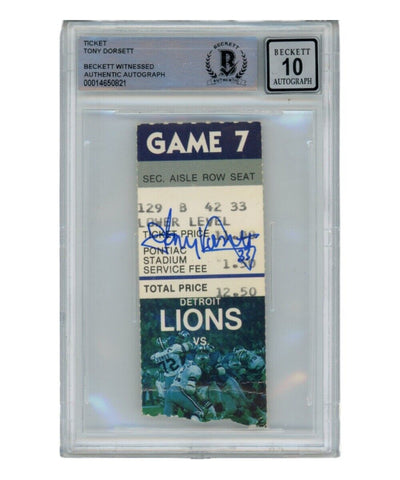 TICKET
TONY DORSETT
BECKETT WITNESSED
AUTHENTIC AUTOGRAPH
00014650821
BECKETT
10
AUTOGRAPH
GAME 7
SEC. AISLE ROW SEAT
129 B 42 33
LOWER LEVEL
TICKET PRICE
PONTIAC
STADIUM
SERVICE FEE
TOTAL PRICE 12.50
DETROIT
LIONS
VS.